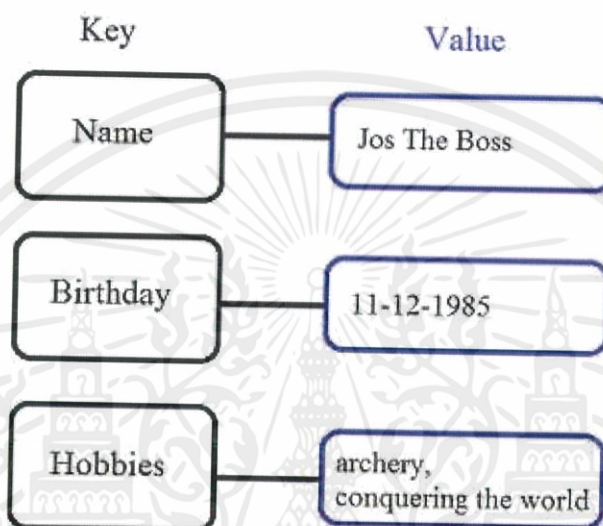 Key Value
Name Jos The Boss
Birthday 11-12-1985
Hobbies archery,
conquering the world